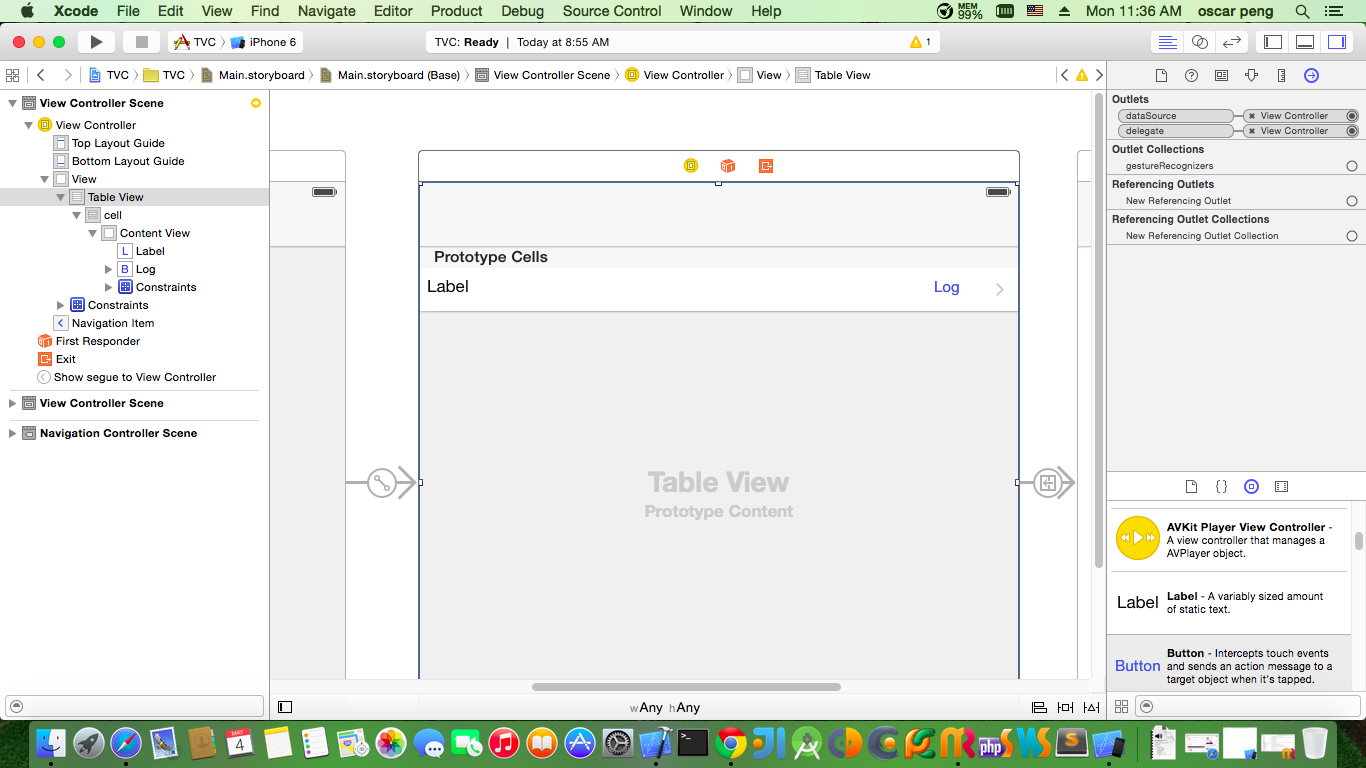 Xcode File Edit View Find Navigate Editor Product Debug Source Control Window Help MEM 99% Mon 11:36 AM oscar peng
TVC iPhone 6 TVC: Ready | Today at 8:55 AM 1
TVC TVC Main.storyboard Main.storyboard (Base) View Controller Scene View Controller View Table View
View Controller Scene
View Controller
Top Layout Guide
Bottom Layout Guide
View
Table View
cell
Content View
L Label
B Log
Constraints
Constraints
Navigation Item
First Responder
Exit
Show segue to View Controller
View Controller Scene
Navigation Controller Scene
Prototype Cells
Label Log
Table View
Prototype Content
wAny hAny
Outlets
dataSource View Controller
delegate View Controller
Outlet Collections
gestureRecognizers
Referencing Outlets
New Referencing Outlet
Referencing Outlet Collections
New Referencing Outlet Collection
{}
AVKit Player View Controller -
A view controller that manages a
AVPlayer object.
Label
Label - A variably sized amount
of static text.
Button
Button - Intercepts touch events
and sends an action message to a
target object when it's tapped.
MAY
4
php
S